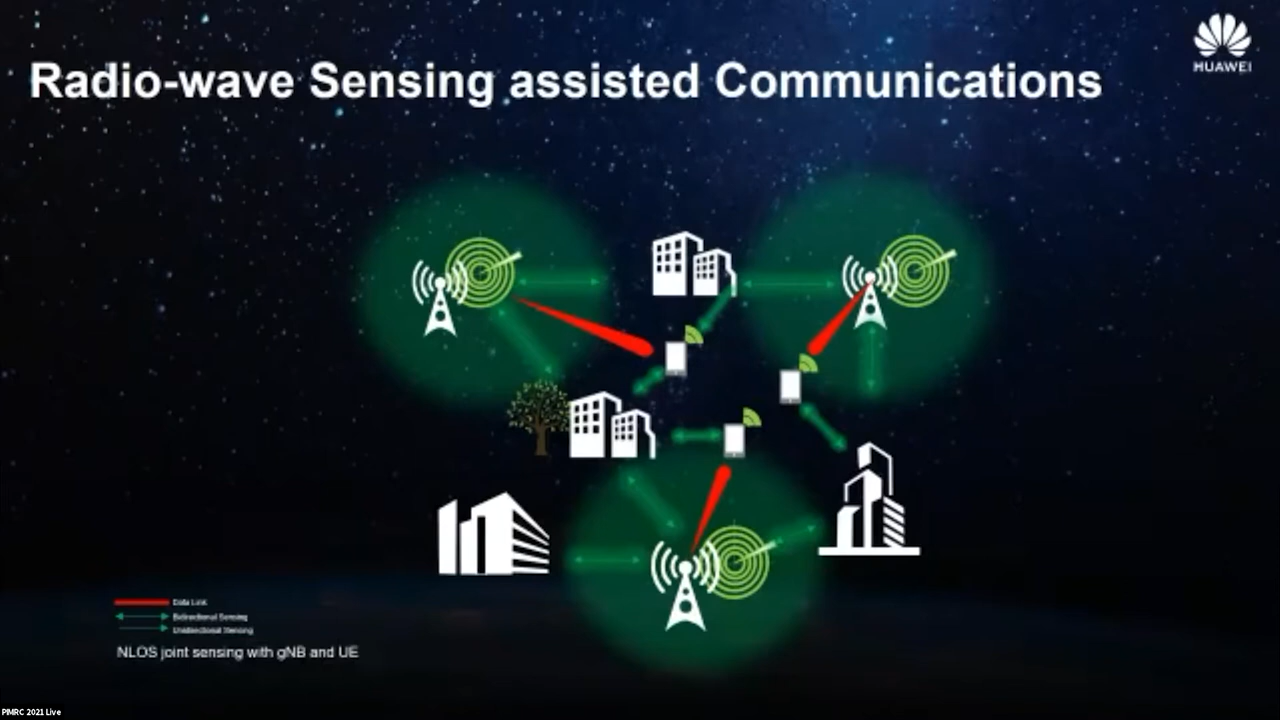 Radio-wave Sensing assisted Communications
HUAWEI
Data Link
Bidirectional Sensing
Unidirectional Sensing
NLOS joint sensing with gNB and UE
PIMRC 2021 Live